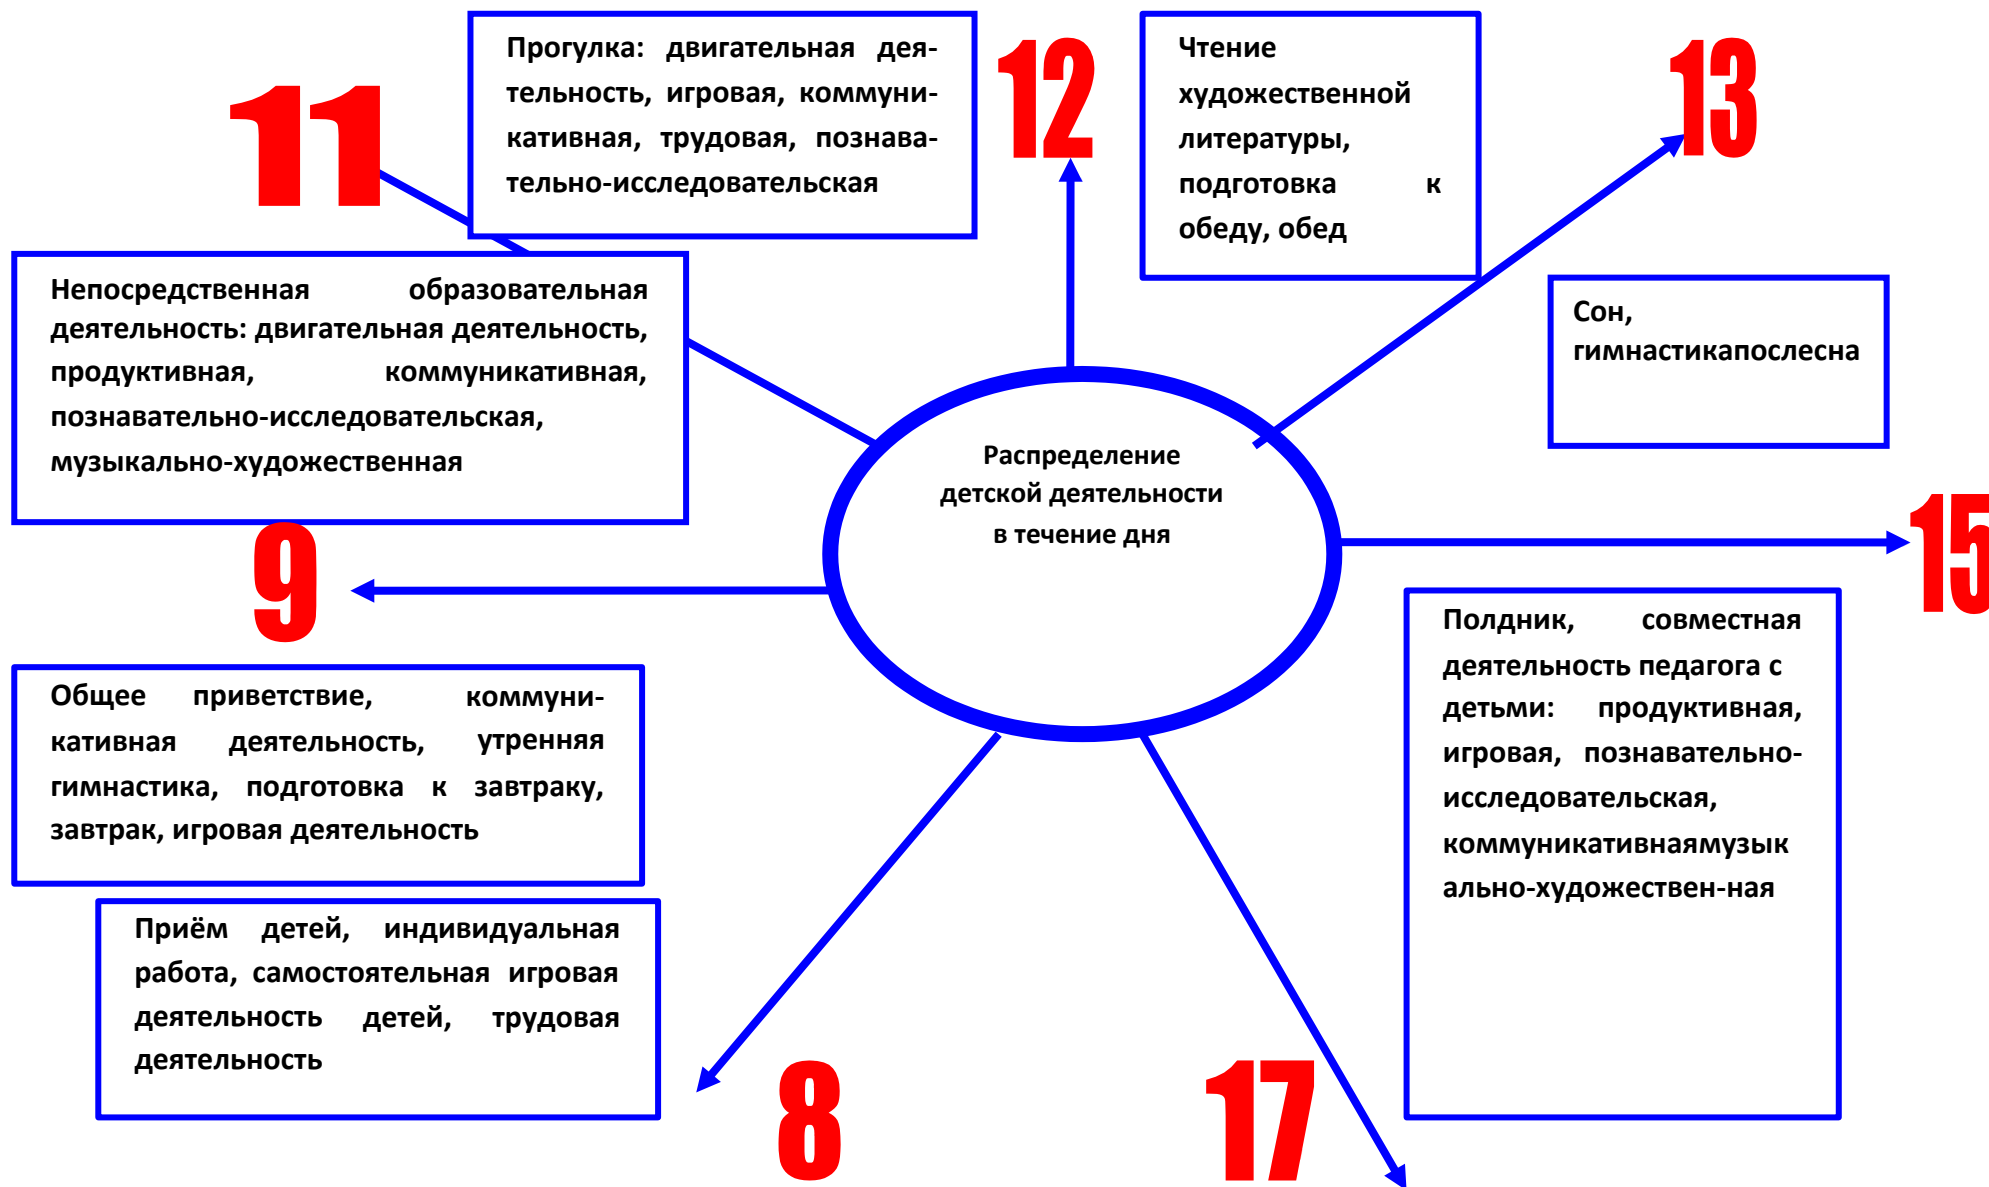 11
Прогулка: двигательная дея-
тельность, игровая, коммуни-
кативная, трудовая, познава-
тельно-исследовательская
12
Чтение
художественной
литературы,
подготовка к
обеду, обед
13
Непосредственная образовательная
деятельность: двигательная деятельность,
продуктивная, коммуникативная,
познавательно-исследовательская,
музыкально-художественная
Сон,
гимнастикапослесна
Распределение
детской деятельности
в течение дня
9
15
Общее приветствие, коммуни-
кативная деятельность, утренняя
гимнастика, подготовка к завтраку,
завтрак, игровая деятельность
Полдник, совместная
деятельность педагога с
детьми: продуктивная,
игровая, познавательно-
исследовательская,
коммуникативнаямузык
ально-художествен-ная
Приём детей, индивидуальная
работа, самостоятельная игровая
деятельность детей, трудовая
деятельность
8
17